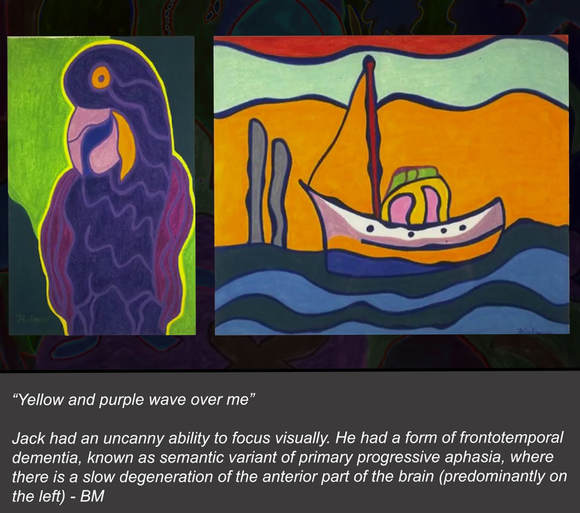 “Yellow and purple wave over me”
Jack had an uncanny ability to focus visually. He had a form of frontotemporal
dementia, known as semantic variant of primary progressive aphasia, where
there is a slow degeneration of the anterior part of the brain (predominantly on
the left) - BM